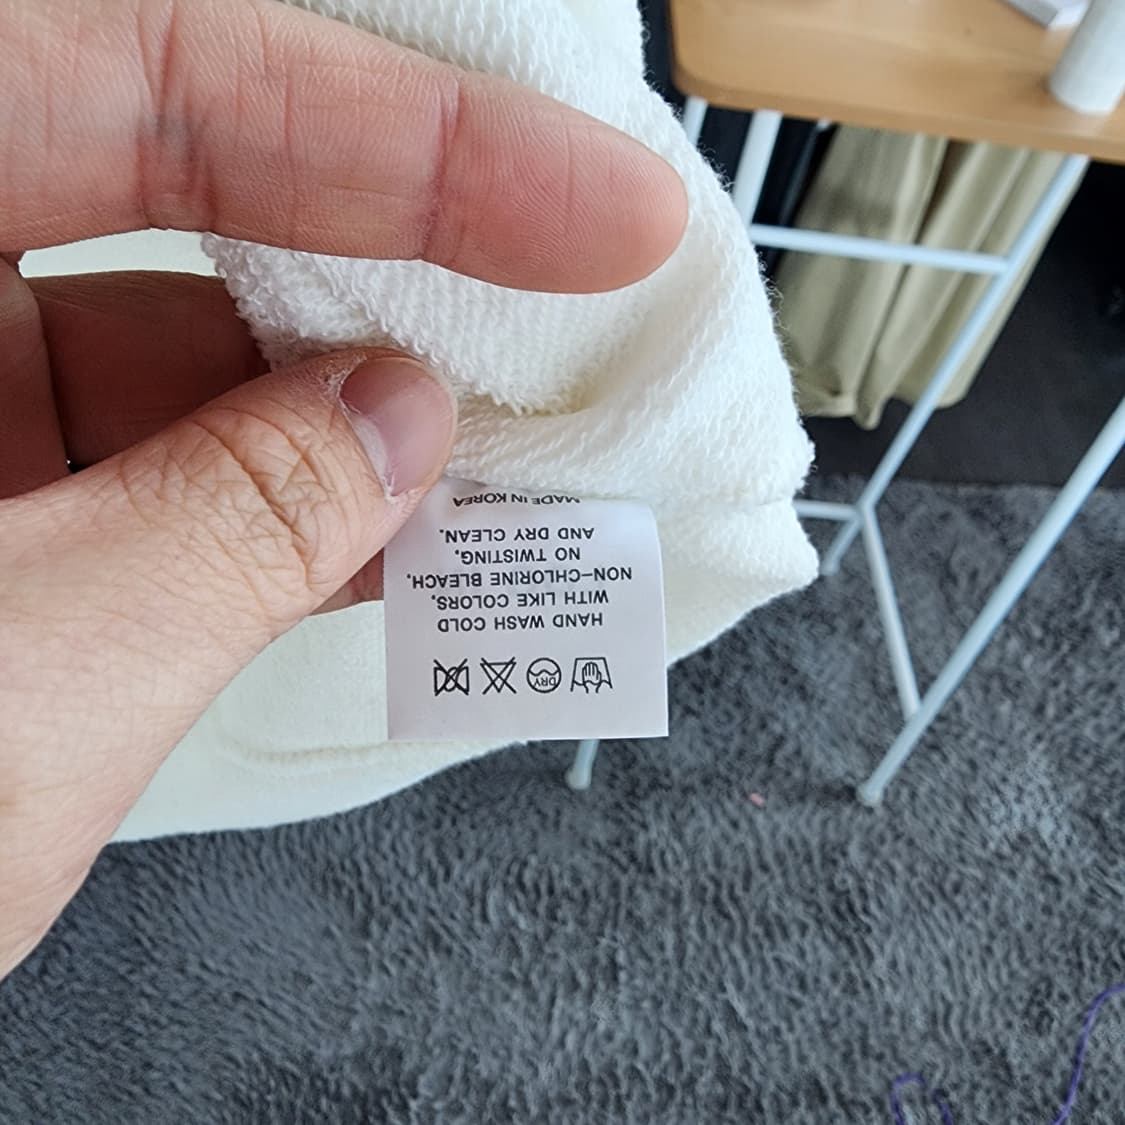 DRY
HAND WASH COLD
WITH LIKE COLORS.
NON-CHLORINE BLEACH.
NO TWISTING.
AND DRY CLEAN.
MADE IN KOREA